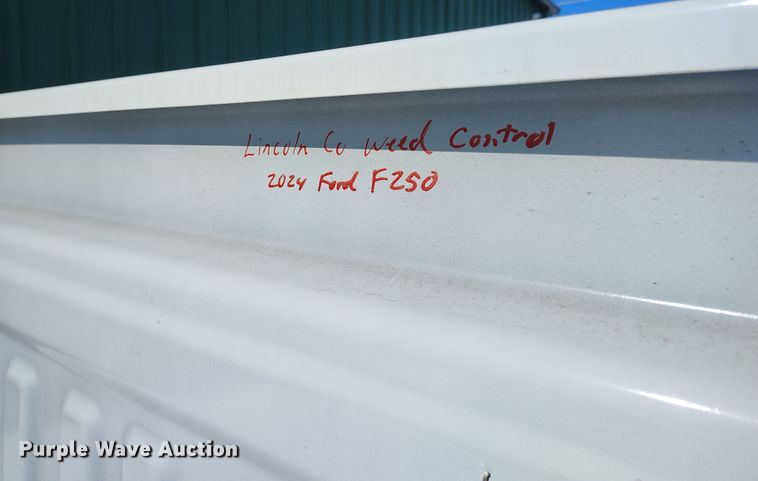 Lincoln Co Weed Control
2024 Ford F250
Purple Wave Auction